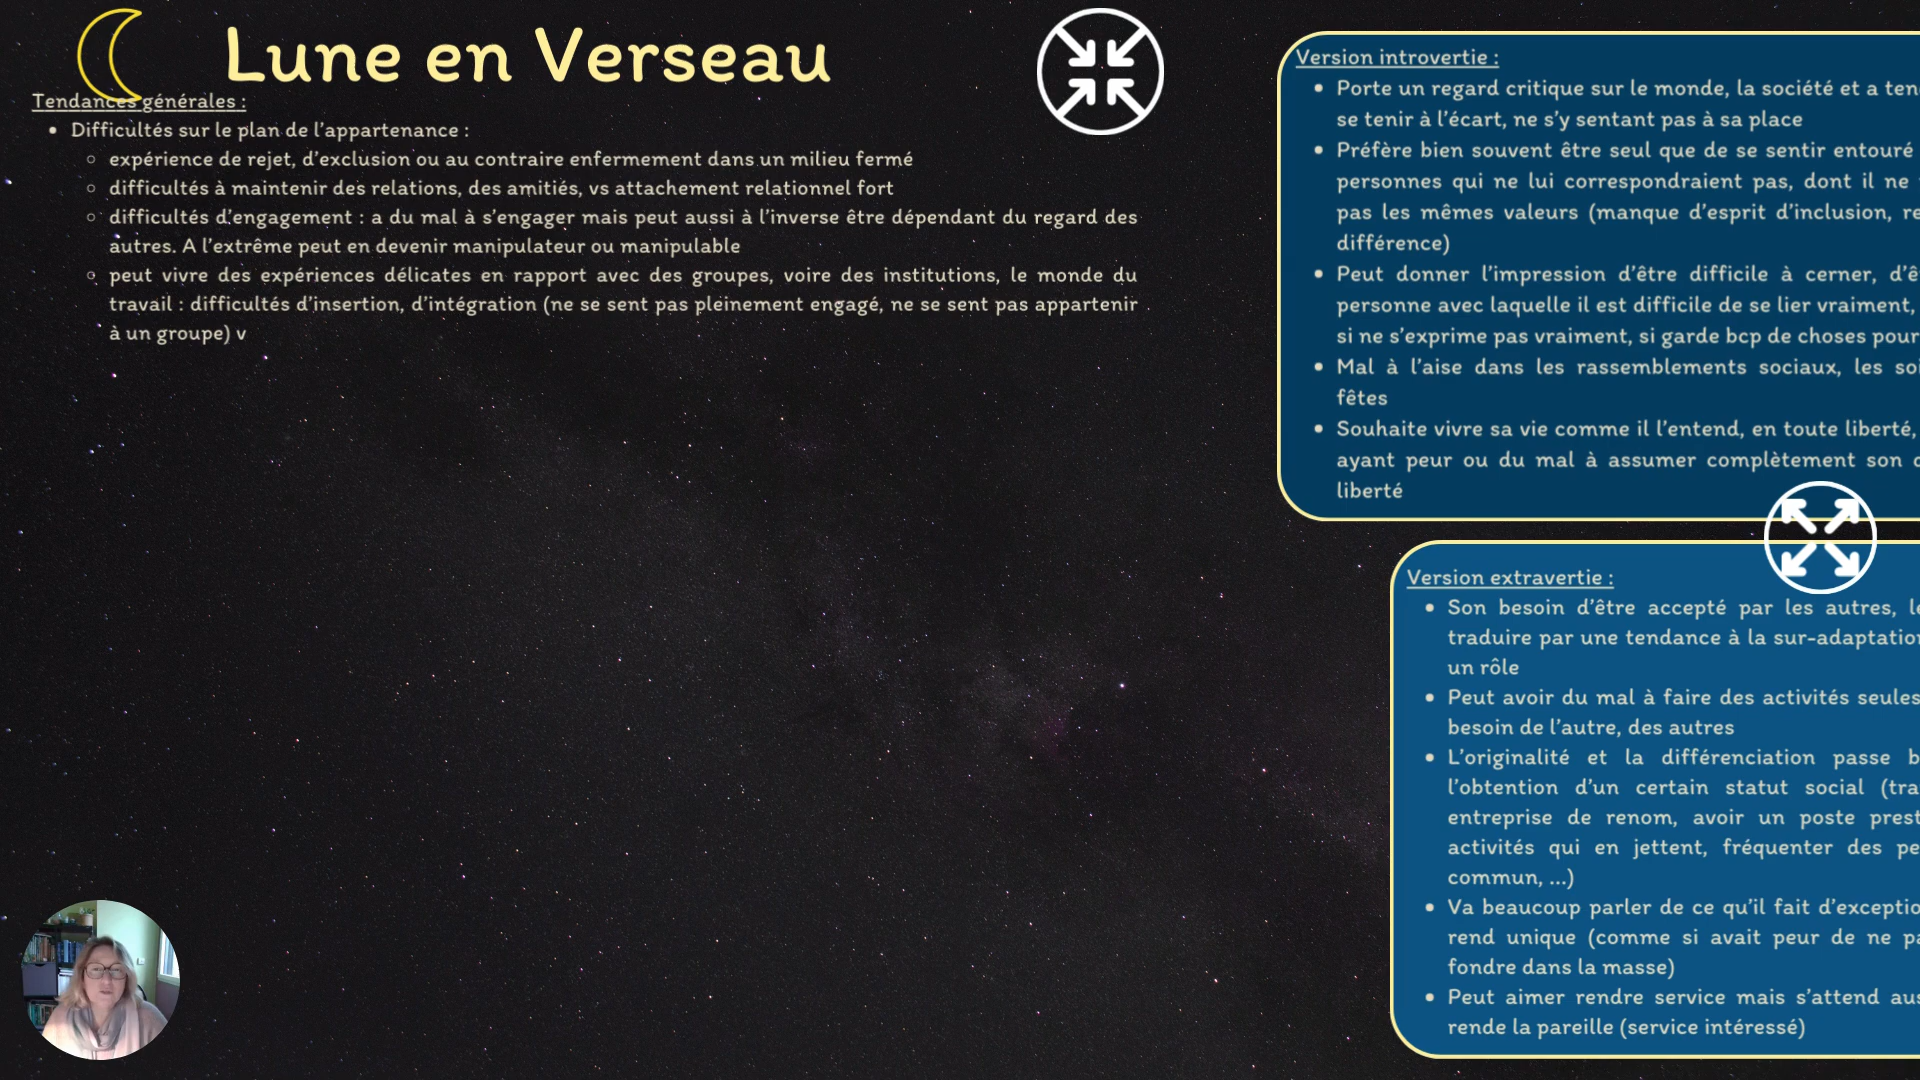 Lune en Verseau
Tendances générales :
Difficultés sur le plan de l'appartenance :
expérience de rejet, d'exclusion ou au contraire enfermement dans un milieu fermé
difficultés à maintenir des relations, des amitiés, vs attachement relationnel fort
difficultés d'engagement : a du mal à s'engager mais peut aussi à l'inverse être dépendant du regard des
autres. A l'extrême peut en devenir manipulateur ou manipulable
peut vivre des expériences délicates en rapport avec des groupes, voire des institutions, le monde du
travail : difficultés d'insertion, d'intégration (ne se sent pas pleinement engagé, ne se sent pas appartenir
à un groupe) v
Version introvertie :
Porte un regard critique sur le monde, la société et a
se tenir à l'écart, ne s'y sentant pas à sa place
Préfère bien souvent être seul que de se sentir entouré
personnes qui ne lui correspondraient pas, dont il ne
pas les mêmes valeurs (manque d'esprit d'inclusion,
différence)
Peut donner l'impression d'être difficile à cerner,
personne avec laquelle il est difficile de se lier vraiment,
si ne s'exprime pas vraiment, si garde bcp de choses pour
Mal à l'aise dans les rassemblements sociaux, les
fêtes
Souhaite vivre sa vie comme il l'entend, en toute liberté,
ayant peur ou du mal à assumer complètement son
liberté
Version extravertie :
Son besoin d'être accepté par les autres,
traduire par une tendance à la
un rôle
Peut avoir du mal à faire des activités seules
besoin de l'autre, des autres
L'originalité et la différenciation passe
l'obtention d'un certain statut social
entreprise de renom, avoir un poste
activités qui en jettent, fréquenter des
commun, ...)
Va beaucoup parler de ce qu'il fait
rend unique (comme si avait peur de ne
fondre dans la masse)
Peut aimer rendre service mais s'attend
rende la pareille (service intéressé)